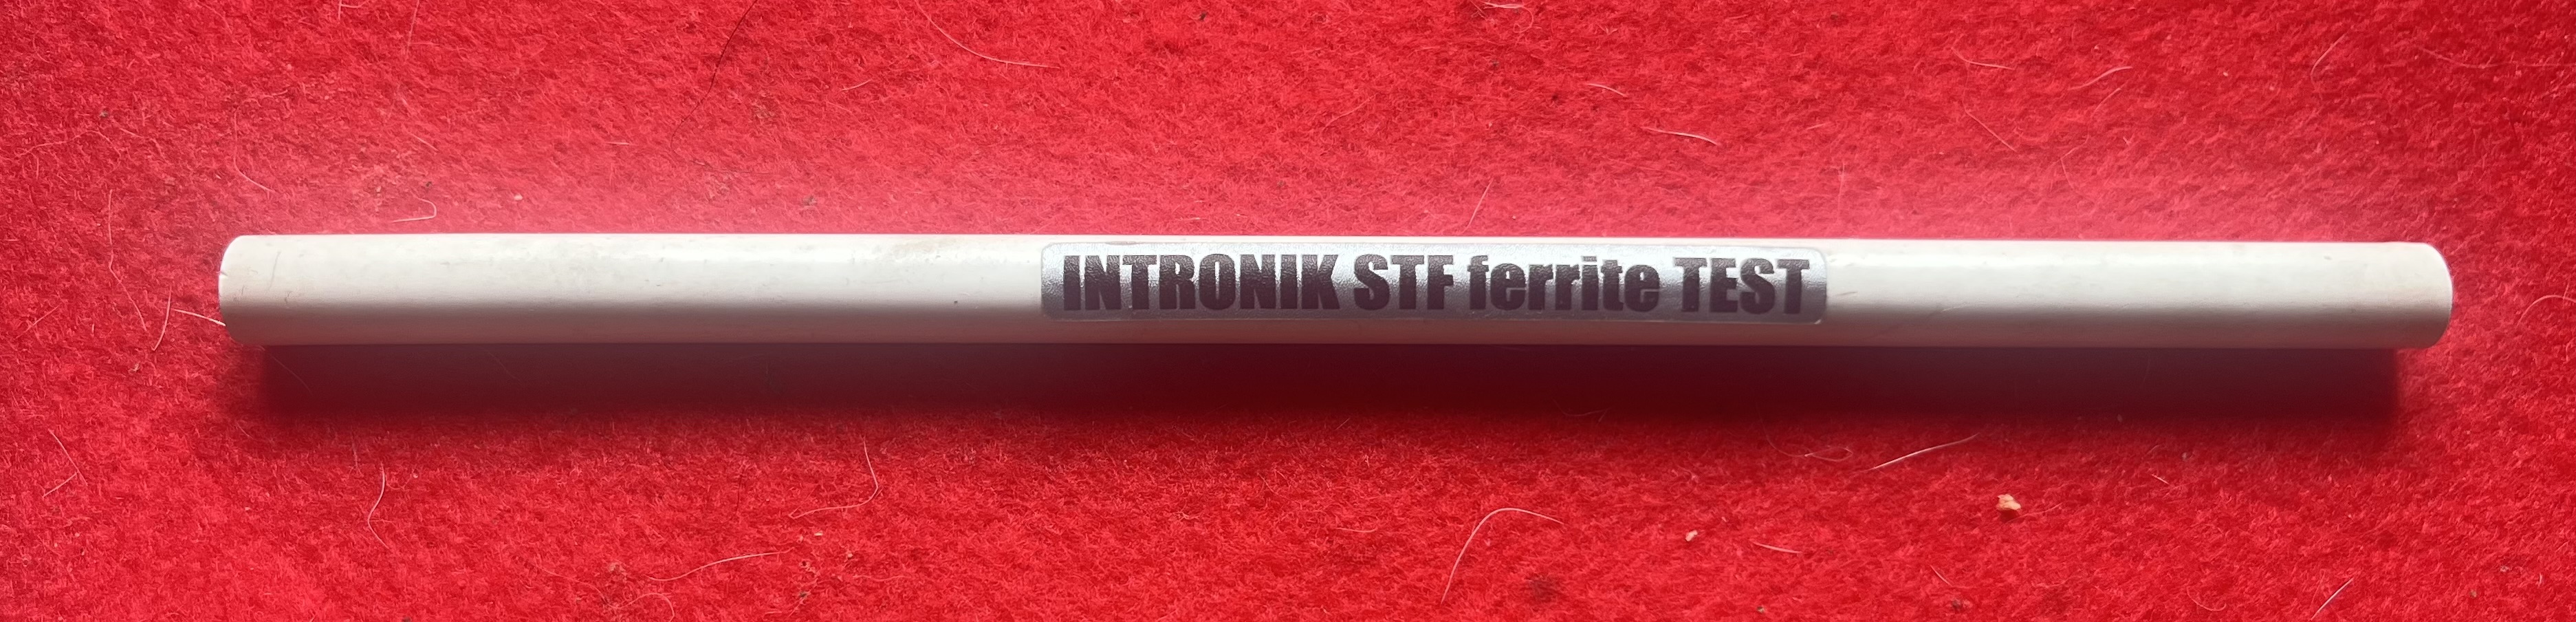 INTRONIK STF ferrite TEST